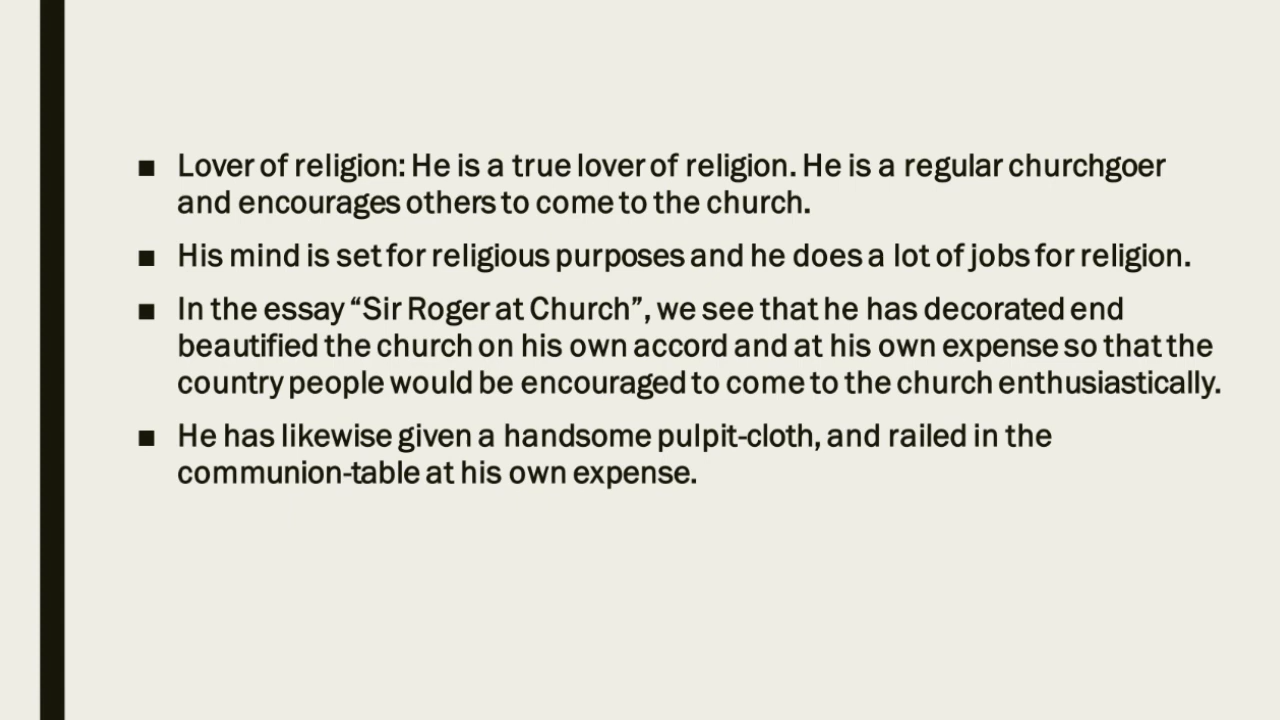 ■ Lover of religion: He is a true lover of religion. He is a regular churchgoer
and encourages others to come to the church.
■ His mind is set for religious purposes and he does a lot of jobs for religion.
■ In the essay “Sir Roger at Church”, we see that he has decorated end
beautified the church on his own accord and at his own expense so that the
country people would be encouraged to come to the church enthusiastically.
■ He has likewise given a handsome pulpit-cloth, and railed in the
communion-table at his own expense.